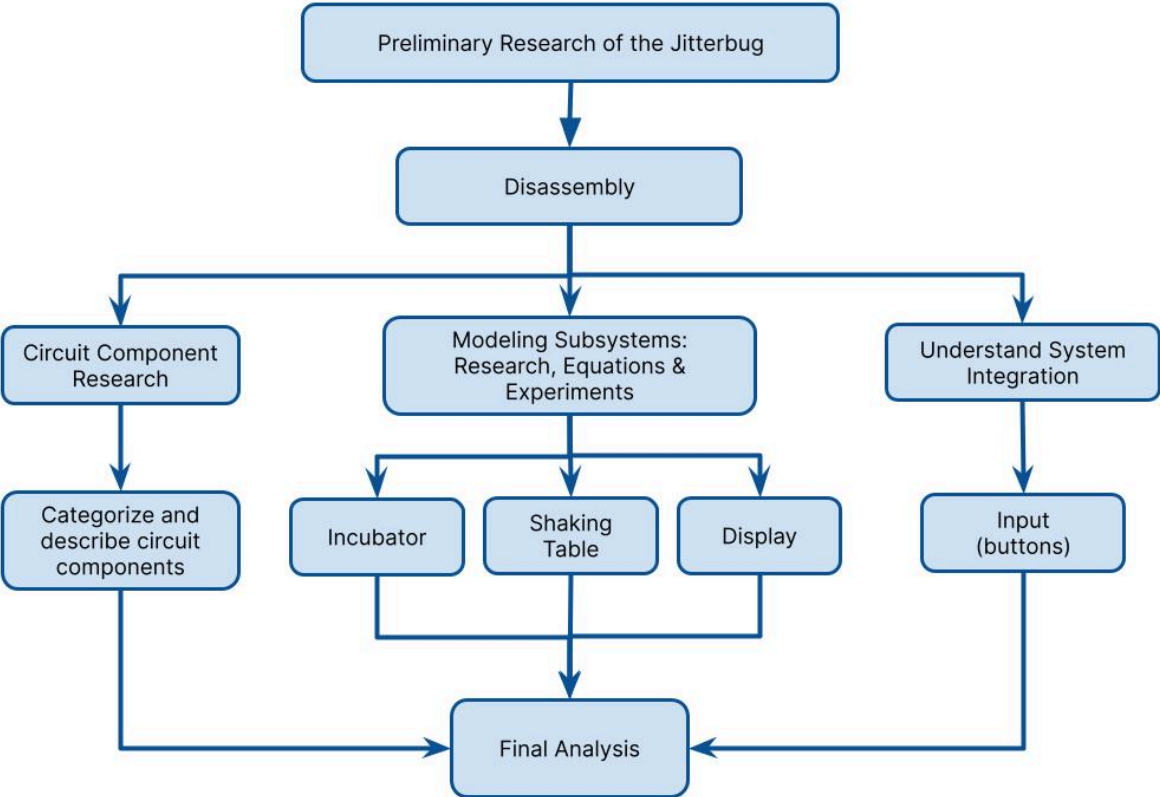 Preliminary Research of the Jitterbug
Disassembly
Circuit Component
Research
Modeling Subsystems:
Research, Equations &
Experiments
Understand System
Integration
Categorize and
describe circuit
components
Incubator
Shaking
Table
Display
Input
(buttons)
Final Analysis